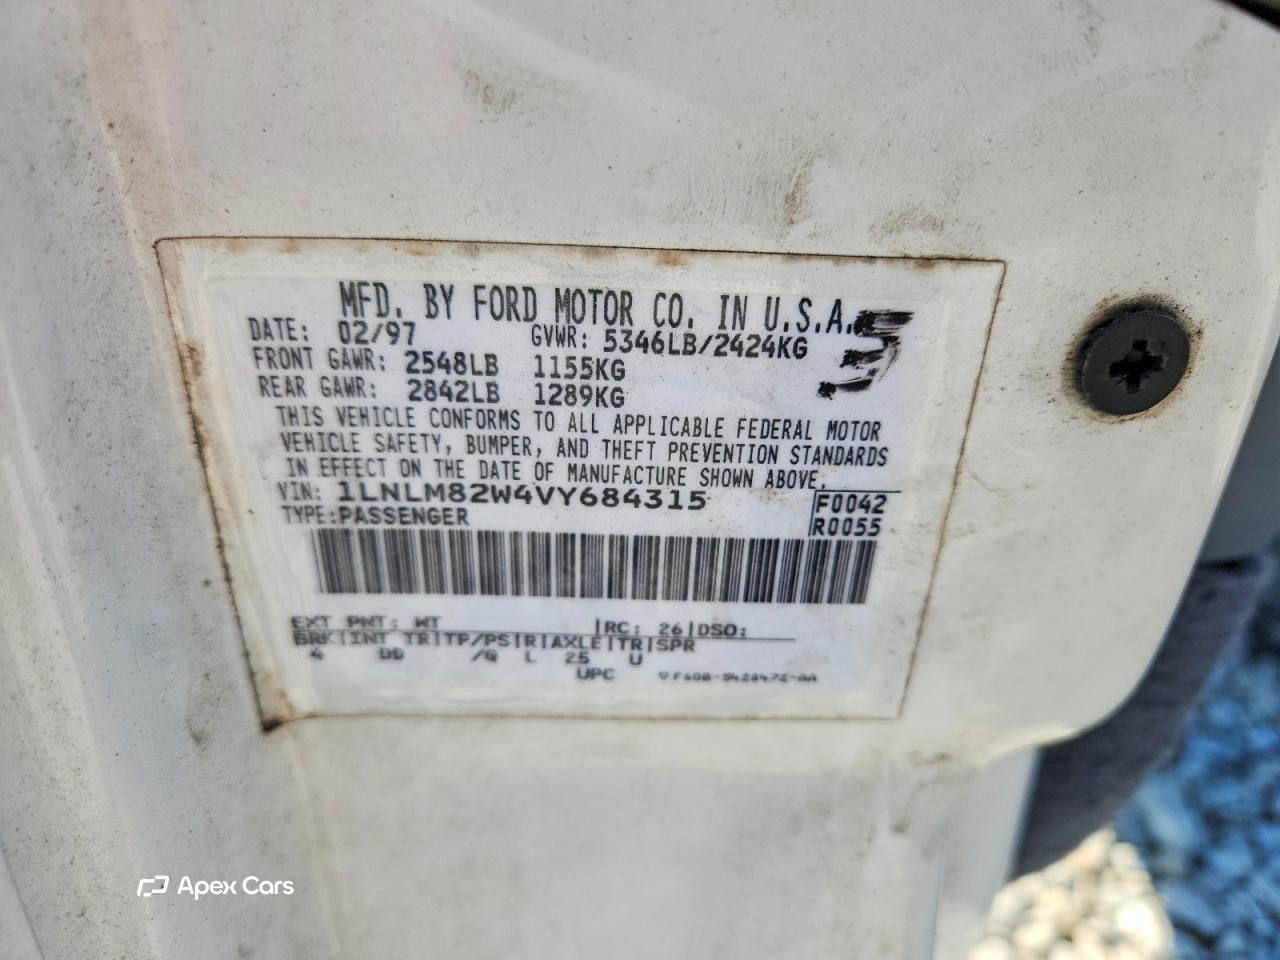 MFD. BY FORD MOTOR CO. IN U.S.A.
DATE: 02/97 GVWR: 5346LB/2424KG
FRONT GAWR: 2548LB 1155KG
REAR GAWR: 2842LB 1289KG
THIS VEHICLE CONFORMS TO ALL APPLICABLE FEDERAL MOTOR
VEHICLE SAFETY, BUMPER, AND THEFT PREVENTION STANDARDS
IN EFFECT ON THE DATE OF MANUFACTURE SHOWN ABOVE.
VIN: 1LNLM82W4VY684315 F0042
TYPE: PASSENGER R0055
EXT PNT: WT |RC: 26|DSO:
BRK|INT TR|TP/PS|R|AXLE|TR|SPR
4 DD /Q L 25 U
UPC
Apex Cars